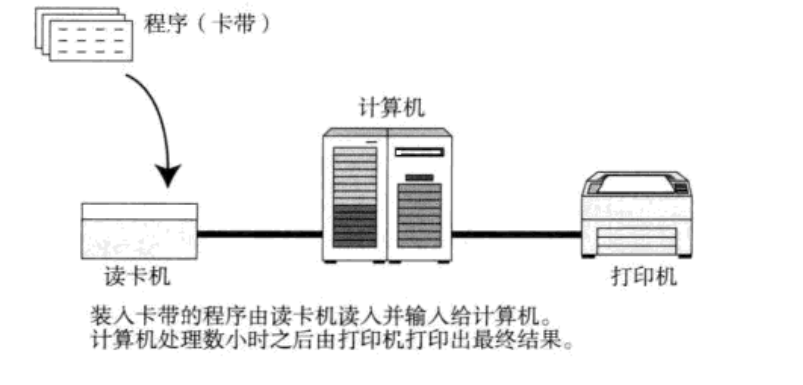 程序（卡带）
计算机
读卡机
打印机
装入卡带的程序由读卡机读入并输入给计算机。
计算机处理数小时之后由打印机打印出最终结果。